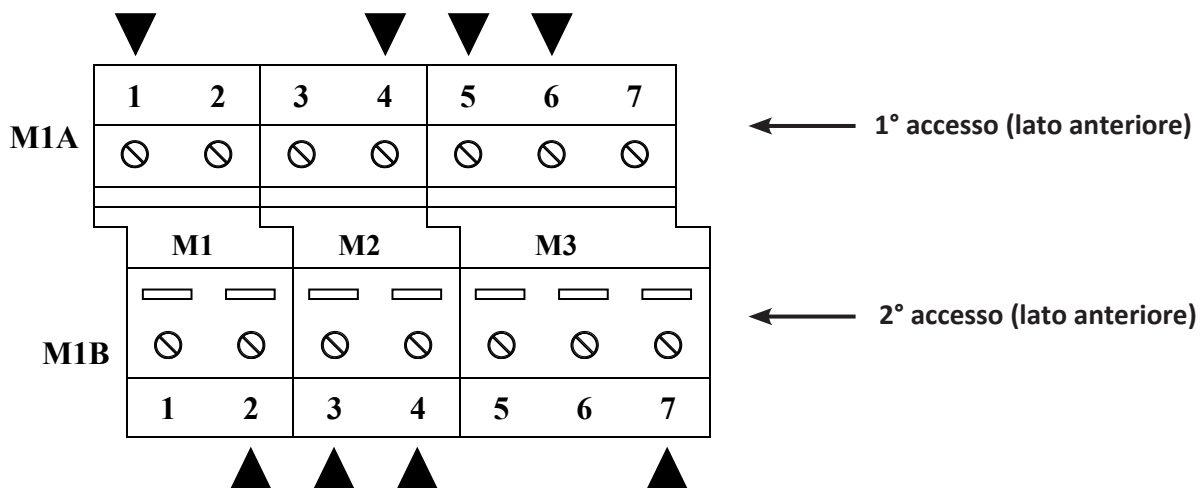 1 2 3 4 5 6 7
M1A
1° accesso (lato anteriore)
M1 M2 M3
2° accesso (lato anteriore)
M1B
1 2 3 4 5 6 7